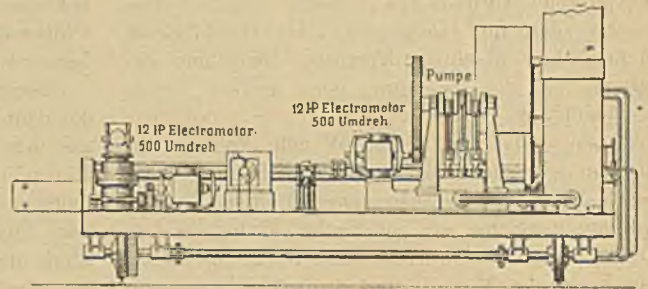 12 IP Electromotor.
500 Umdreh
12 IP Electromotor
500 Umdreh.
Pumpe